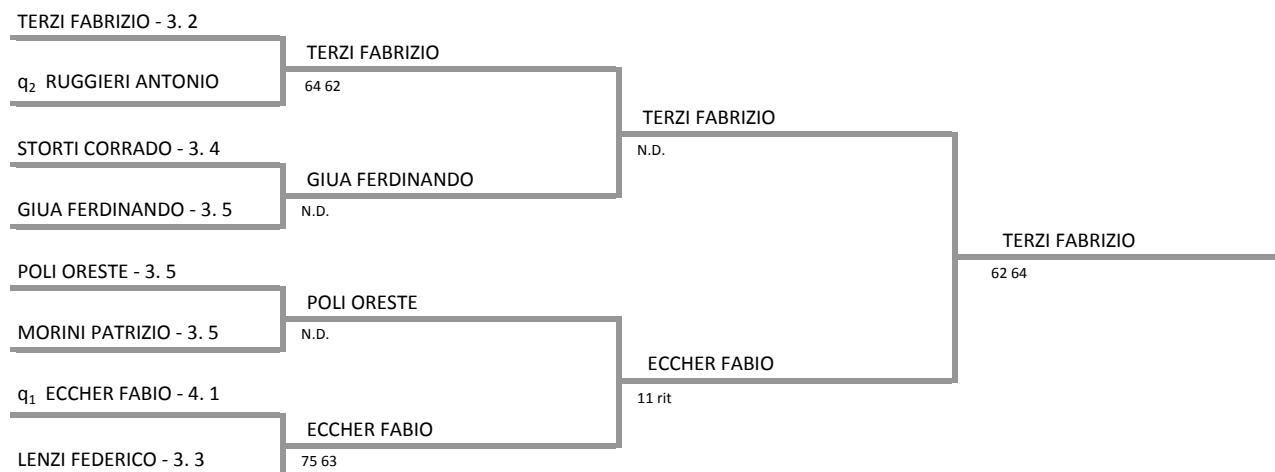 TERZI FABRIZIO - 3. 2
TERZI FABRIZIO
q₂ RUGGIERI ANTONIO
64 62
TERZI FABRIZIO
STORTI CORRADO - 3. 4
N.D.
GIUA FERDINANDO
GIUA FERDINANDO - 3. 5
N.D.
TERZI FABRIZIO
POLI ORESTE - 3. 5
62 64
POLI ORESTE
MORINI PATRIZIO - 3. 5
N.D.
ECCHER FABIO
q₁ ECCHER FABIO - 4. 1
11 rit
ECCHER FABIO
LENZI FEDERICO - 3. 3
75 63